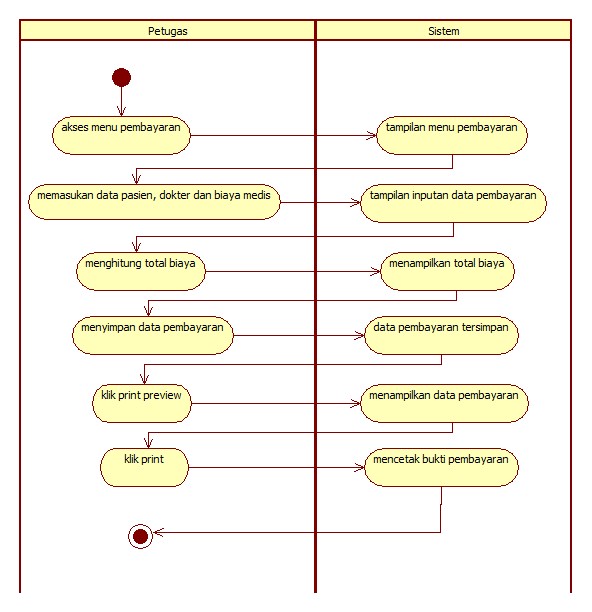 Petugas
Sistem
akses menu pembayaran
tampilan menu pembayaran
memasukan data pasien, dokter dan biaya medis
tampilan inputan data pembayaran
menghitung total biaya
menampilkan total biaya
menyimpan data pembayaran
data pembayaran tersimpan
klik print preview
menampilkan data pembayaran
klik print
mencetak bukti pembayaran